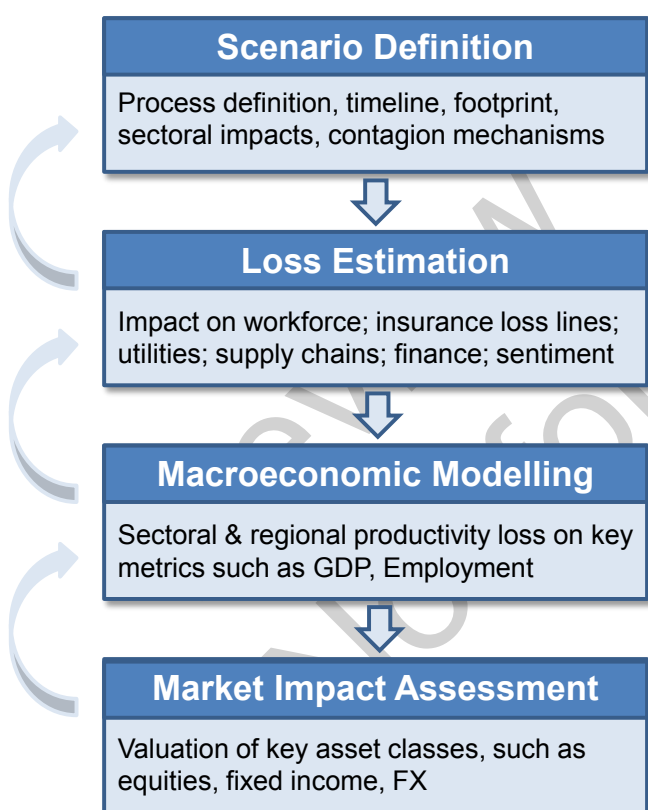 Scenario Definition
Process definition, timeline, footprint,
sectoral impacts, contagion mechanisms
Loss Estimation
Impact on workforce; insurance loss lines;
utilities; supply chains; finance; sentiment
Macroeconomic Modelling
Sectoral & regional productivity loss on key
metrics such as GDP, Employment
Market Impact Assessment
Valuation of key asset classes, such as
equities, fixed income, FX